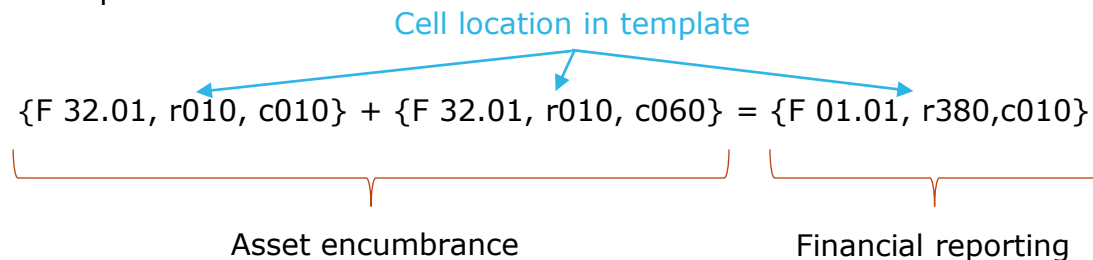 Cell location in template
{F 32.01, r010, c010} + {F 32.01, r010, c060} = {F 01.01, r380,c010}
Asset encumbrance
Financial reporting